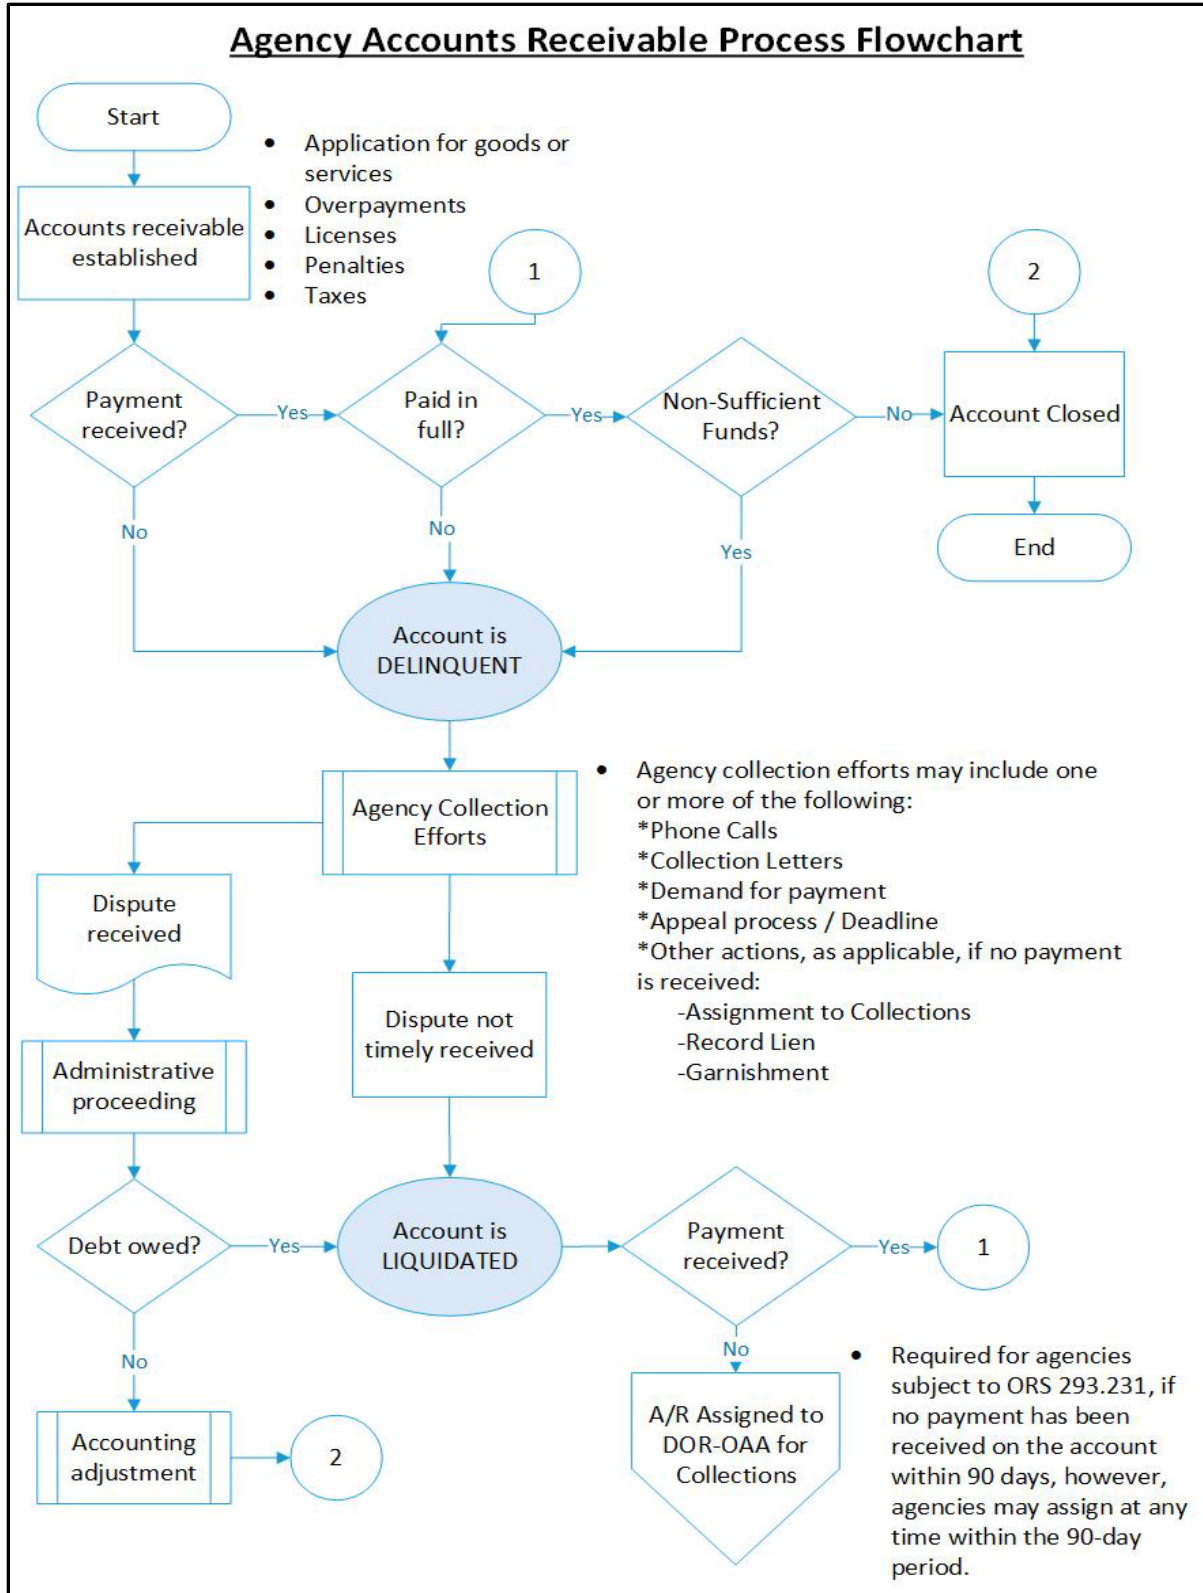 Agency Accounts Receivable Process Flowchart
Start
• Application for goods or
services
• Overpayments
• Licenses
• Penalties
• Taxes
Accounts receivable
established
1
2
Payment
received?
Yes
Paid in
full?
Yes
Non-Sufficient
Funds?
No
Account Closed
No
No
Yes
End
Account is
DELINQUENT
Agency Collection
Efforts
• Agency collection efforts may include one
or more of the following:
*Phone Calls
*Collection Letters
*Demand for payment
*Appeal process / Deadline
*Other actions, as applicable, if no payment
is received:
-Assignment to Collections
-Record Lien
-Garnishment
Dispute
received
Dispute not
timely received
Administrative
proceeding
Debt owed?
Yes
Account is
LIQUIDATED
Payment
received?
Yes
1
No
No
Accounting
adjustment
2
A/R Assigned to
DOR-OAA for
Collections
• Required for agencies
subject to ORS 293.231, if
no payment has been
received on the account
within 90 days, however,
agencies may assign at any
time within the 90-day
period.